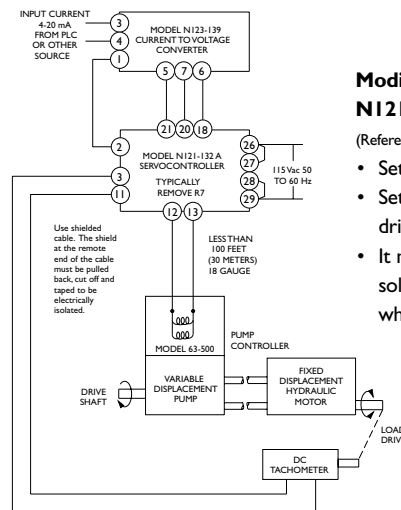 INPUT CURRENT
4-20 mA
FROM PLC
OR OTHER
SOURCE
3
4
1
MODEL N123-139
CURRENT TO VOLTAGE
CONVERTER
5
7
6
21
20
18
2
3
11
MODEL N121-132 A
SERVOCONTROLLER
TYPICALLY
REMOVE R7
26
27
28
29
115 Vac 50
TO 60 Hz
12
13
Use shielded
cable. The shield
at the remote
end of the cable
must be pulled
back, cut off and
taped to be
electrically
isolated.
LESS THAN
100 FEET
(30 METERS)
18 GAUGE
MODEL 63-500
PUMP
CONTROLLER
DRIVE
SHAFT
VARIABLE
DISPLACEMENT
PUMP
FIXED
DISPLACEMENT
HYDRAULIC
MOTOR
DC
TACHOMETER
(Refere
• Set
• Set
dri
• It
sol
wh